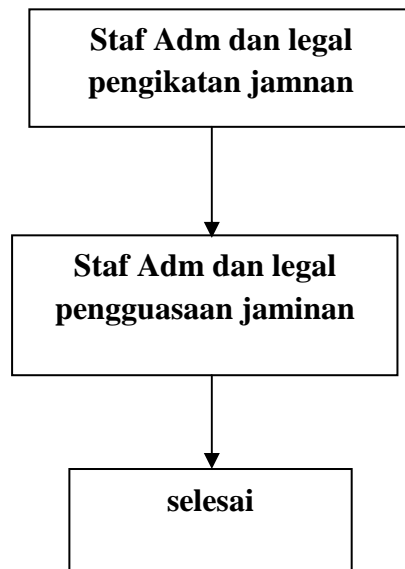 Staf Adm dan legal
pengikatan jamnan
Staf Adm dan legal
pengguasaan jaminan
selesai